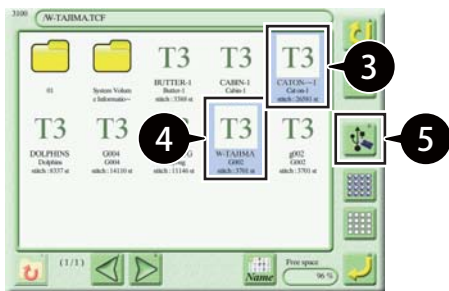 3100 /W-TAJIMA.TCF
01
System Volum
e Informatio~
T3
BUTTER-1
Butter-1
stitch : 3368 st
T3
CABIN-1
Cabin-1
T3
CATON~-1
Cat on-1
stitch : 26581 st
3
T3
DOLPHINS
Dolphins
stitch : 8337 st
T3
G004
G004
stitch : 14110 st
G
ng
stitch : 11146 st
4
T3
W-TAJIMA
G002
stitch : 3701 st
T3
g002
G002
stitch : 3701 st
5
(1/1)
Name
Free space
96 %